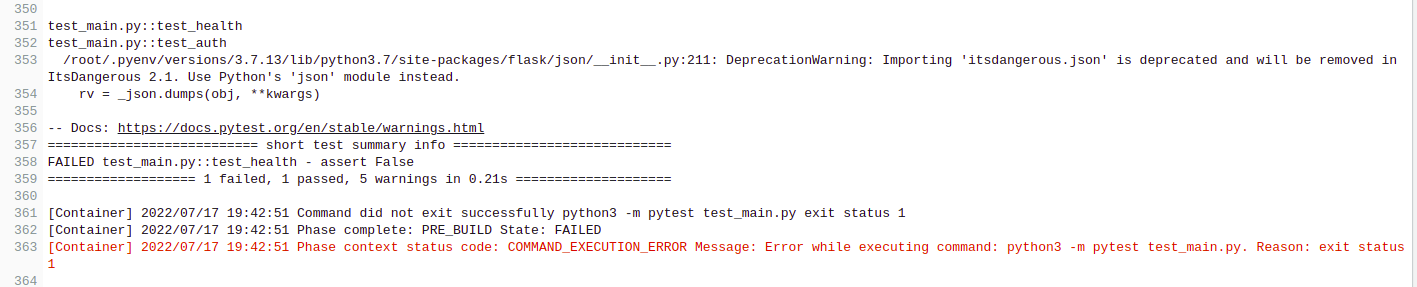 350
351 test_main.py::test_health
352 test_main.py::test_auth
353   /root/.pyenv/versions/3.7.13/lib/python3.7/site-packages/flask/json/__init__.py:211: DeprecationWarning: Importing 'itsdangerous.json' is deprecated and will be removed in
ItsDangerous 2.1. Use Python's 'json' module instead.
354     rv = _json.dumps(obj, **kwargs)
355
356 -- Docs: https://docs.pytest.org/en/stable/warnings.html
357 =========================== short test summary info ============================
358 FAILED test_main.py::test_health - assert False
359 =================== 1 failed, 1 passed, 5 warnings in 0.21s ====================
360
361 [Container] 2022/07/17 19:42:51 Command did not exit successfully python3 -m pytest test_main.py exit status 1
362 [Container] 2022/07/17 19:42:51 Phase complete: PRE_BUILD State: FAILED
363 [Container] 2022/07/17 19:42:51 Phase context status code: COMMAND_EXECUTION_ERROR Message: Error while executing command: python3 -m pytest test_main.py. Reason: exit status
1
364